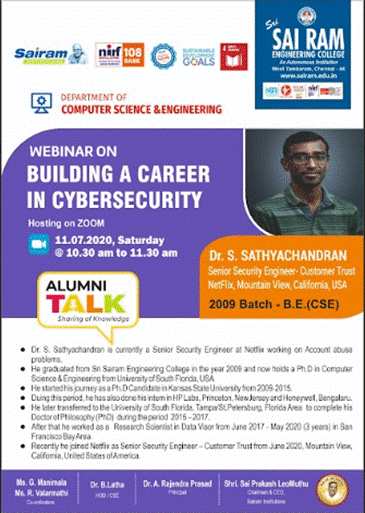 Sairam
INSTITUTIONS
nirf
108
RANK
SUSTAINABLE
DEVELOPMENT
GOALS
Sri
SAI RAM
ENGINEERING COLLEGE
An Autonomous Institution
West Tambaram, Chennai - 44
www.sairam.edu.in
DEPARTMENT OF
COMPUTER SCIENCE &ENGINEERING
WEBINAR ON
BUILDING A CAREER
IN CYBERSECURITY
Hosting on ZOOM
11.07.2020, Saturday
@ 10.30 am to 11.30 am
Dr. S. SATHYACHANDRAN
Senior Security Engineer- Customer Trust
NetFlix, Mountain View, California, USA
2009 Batch - B.E.(CSE)
ALUMNI
TALK
Sharing of Knowledge
• Dr. S. Sathyachandran is currently a Senior Security Engineer at Netflix working on Account abuse
problems.
• He graduated from Sri Sairam Engineering College in the year 2009 and now holds a Ph.D in Computer
Science & Engineering from University of South Florida, USA
• He started his journey as a Ph.D Candidate in Kansas State University from 2009-2015.
• During this period, he has also done his intern in HP Labs, Princeton, NewJersey and Honeywell, Bengaluru.
• He later transferred to the University of South Florida, Tampa/St.Petersburg, Florida Area to complete his
Doctor of Philosophy (PhD) during the period 2015 – 2017.
• After that he worked as a Research Scientist in Data Visor from June 2017 - May 2020 (3 years) in San
Francisco Bay Area.
• Recently he joined Netflix as Senior Security Engineer – Customer Trust from June 2020, Mountain View,
California, United States of America.
Ms. G. Manimala
Ms. R. Valarmathi
Co-ordinators
Dr. B.Latha
HOD / CSE
Dr. A. Rajendra Prasad
Principal
Shri. Sai Prakash LeoMuthu
Chairman & CEO,
Sairam Institutions